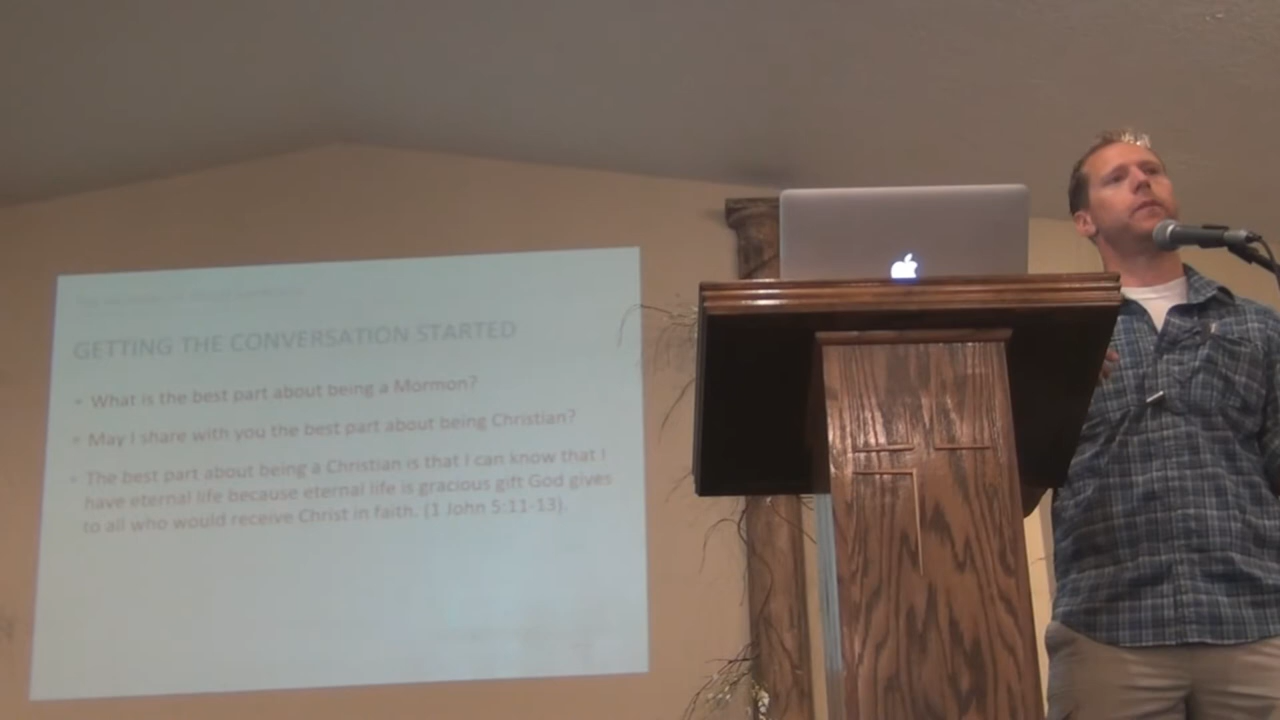 GETTING THE CONVERSATION STARTED
• What is the best part about being a Mormon?
• May I share with you the best part about being Christian?
• The best part about being a Christian is that I can know that I
have eternal life because eternal life is gracious gift God gives
to all who would receive Christ in faith. (1 John 5:11-13).